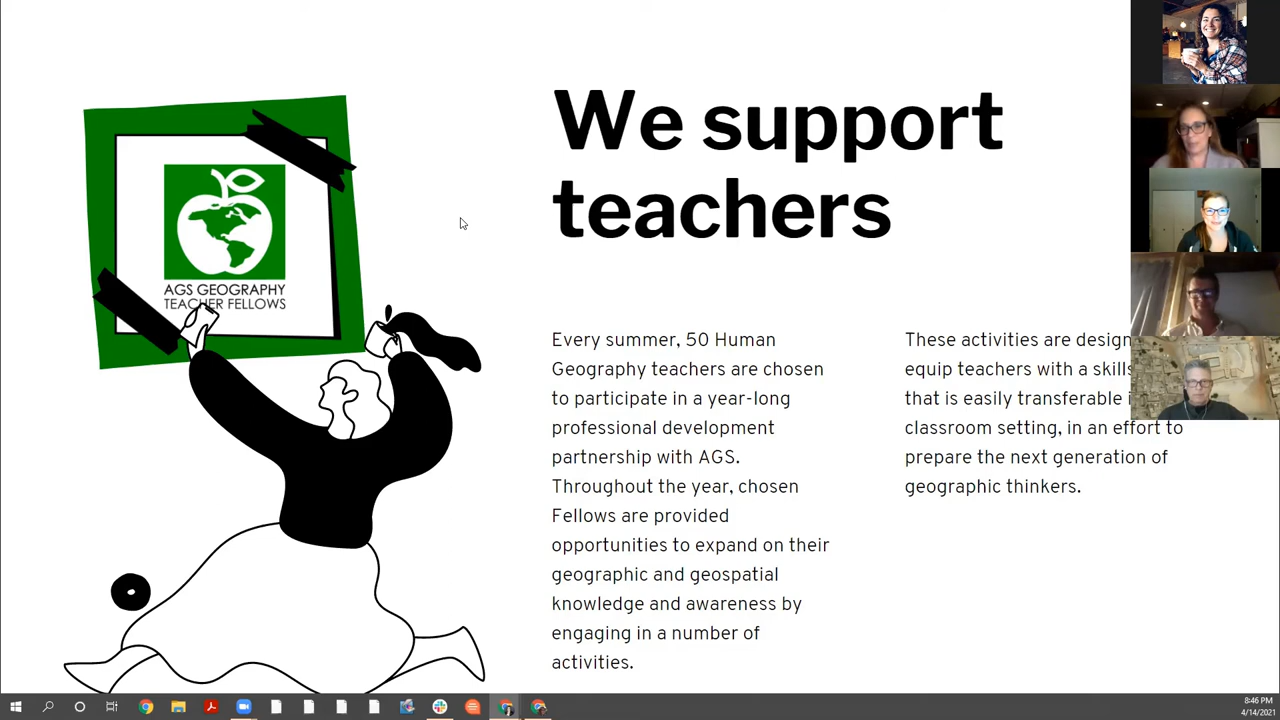 We support
teachers
AGS GEOGRAPHY
TEACHER FELLOWS
Every summer, 50 Human
Geography teachers are chosen
to participate in a year-long
professional development
partnership with AGS.
Throughout the year, chosen
Fellows are provided
opportunities to expand on their
geographic and geospatial
knowledge and awareness by
engaging in a number of
activities.
These activities are
equip teachers with a
that is easily transferable
classroom setting, in an effort to
prepare the next generation of
geographic thinkers.
8:46 PM
4/14/2021